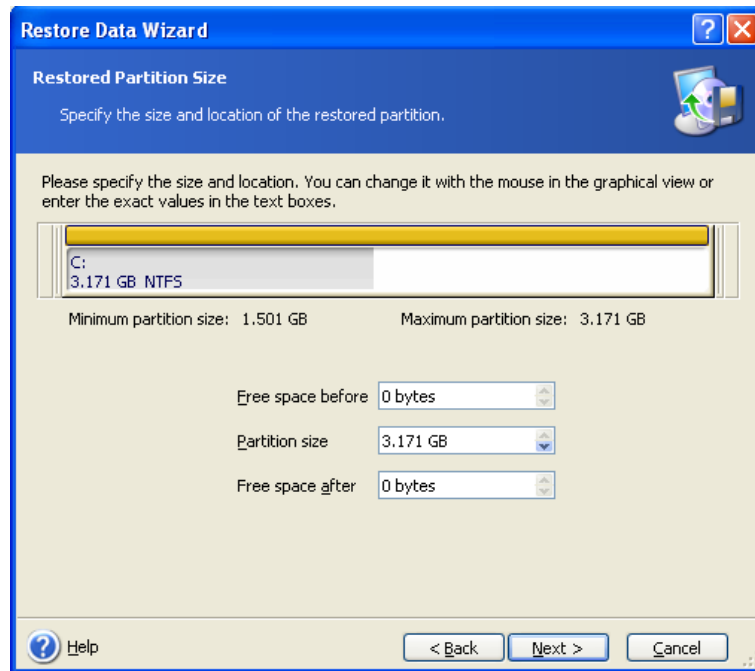 Restore Data Wizard
Restored Partition Size
Specify the size and location of the restored partition.
Please specify the size and location. You can change it with the mouse in the graphical view or
enter the exact values in the text boxes.
C:
3.171 GB NTFS
Minimum partition size: 1.501 GB Maximum partition size: 3.171 GB
Free space before 0 bytes
Partition size 3.171 GB
Free space after 0 bytes
Help < Back Next > Cancel